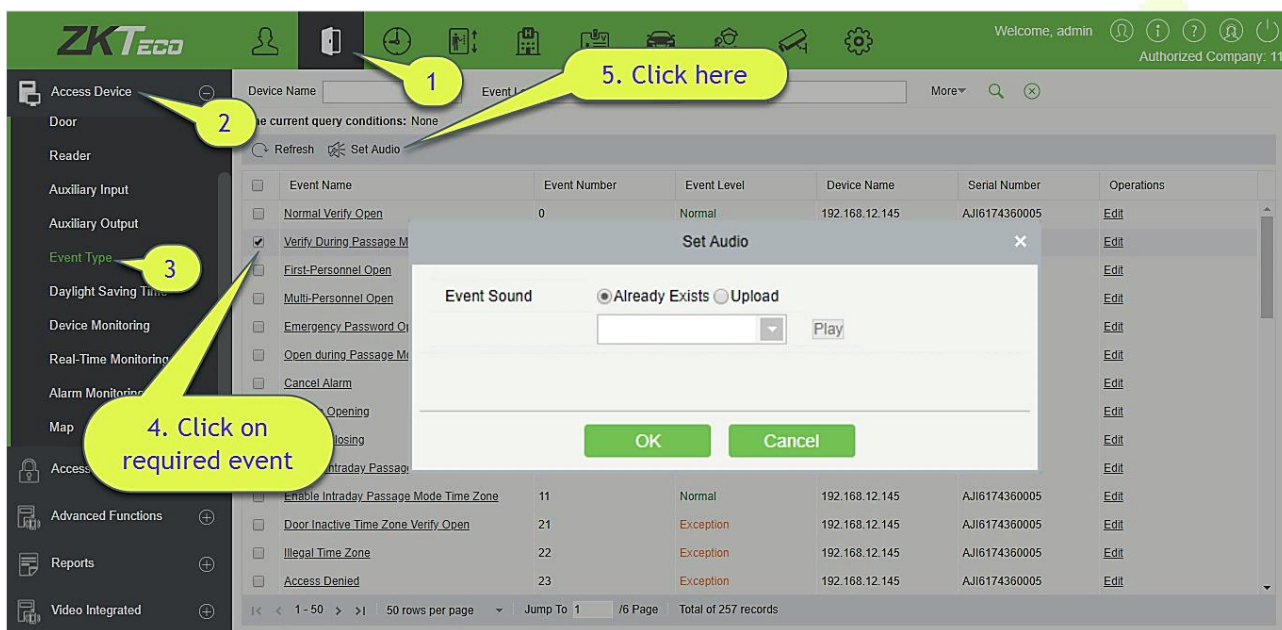 ZKTeco
Welcome, admin
Authorized Company: 11
1
5. Click here
Access Device
2
Device Name
Event L
More
The current query conditions: None
Door
Refresh Set Audio
Reader
Event Name Event Number Event Level Device Name Serial Number Operations
Auxiliary Input
Normal Verify Open 0 Normal 192.168.12.145 AJI6174360005 Edit
Auxiliary Output
Verify During Passage M Edit
Set Audio
Event Type
3
First-Personnel Open Edit
Daylight Saving Time
Multi-Personnel Open Edit
Event Sound Already Exists Upload
Device Monitoring
Emergency Password Op Edit
Play
Real-Time Monitoring
Open during Passage Mo Edit
Alarm Monitoring
Cancel Alarm Edit
Map
Opening Edit
4. Click on
required event
losing Edit
OK Cancel
Access
ntraday Passage Edit
Enable Intraday Passage Mode Time Zone 11 Normal 192.168.12.145 AJI6174360005 Edit
Advanced Functions
Door Inactive Time Zone Verify Open 21 Exception 192.168.12.145 AJI6174360005 Edit
Illegal Time Zone 22 Exception 192.168.12.145 AJI6174360005 Edit
Reports
Access Denied 23 Exception 192.168.12.145 AJI6174360005 Edit
Video Integrated
1 - 50 50 rows per page Jump To 1 /6 Page Total of 257 records